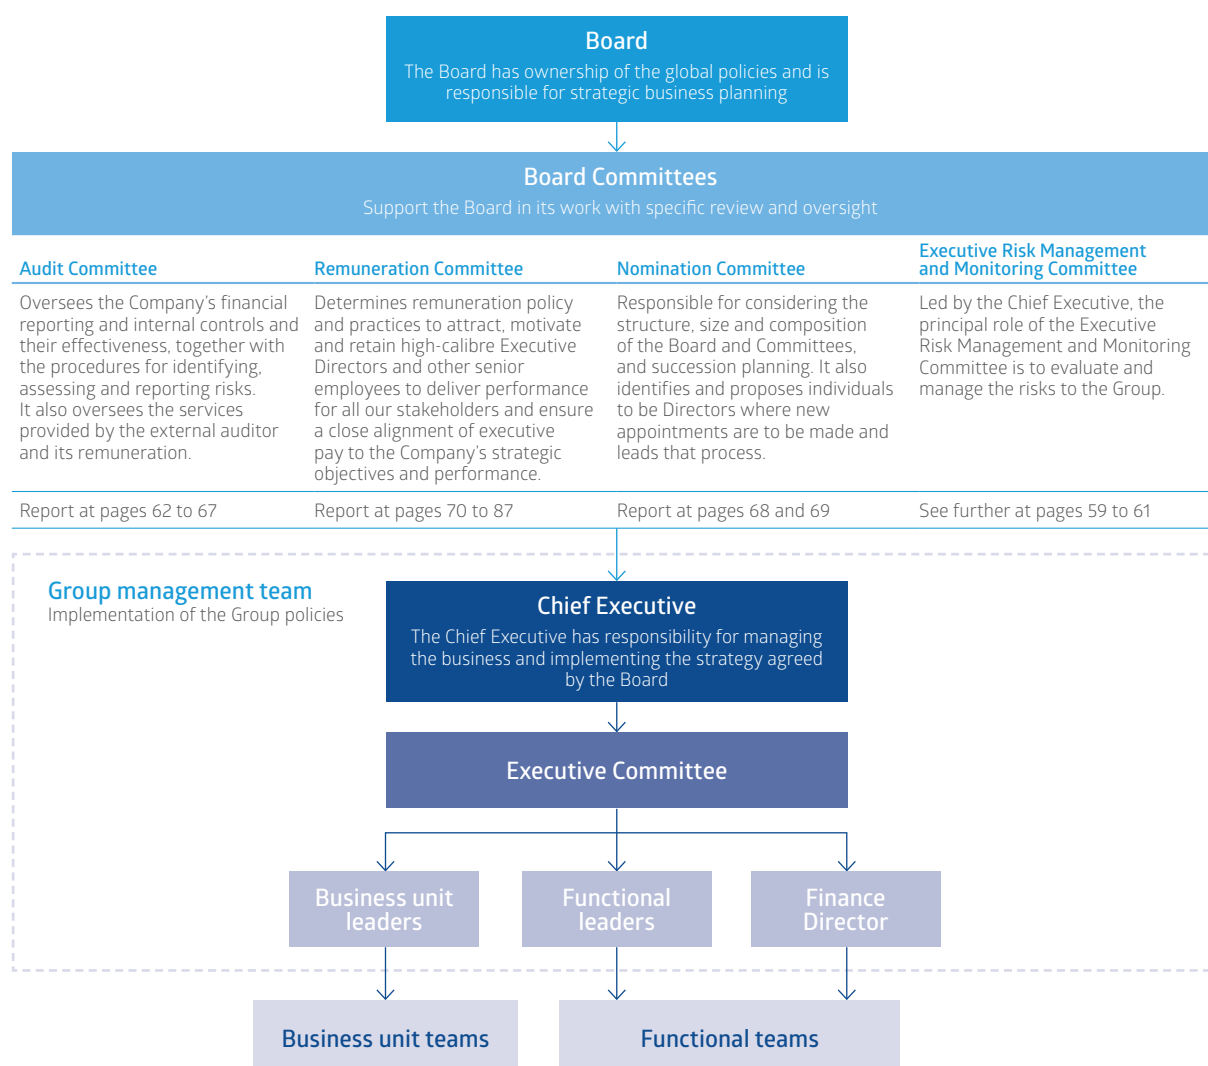 Board
The Board has ownership of the global policies and is
responsible for strategic business planning
Board Committees
Support the Board in its work with specific review and oversight
Audit Committee
Oversees the Company's financial
reporting and internal controls and
their effectiveness, together with
the procedures for identifying,
assessing and reporting risks.
It also oversees the services
provided by the external auditor
and its remuneration.
Report at pages 62 to 67
Remuneration Committee
Determines remuneration policy
and practices to attract, motivate
and retain high-calibre Executive
Directors and other senior
employees to deliver performance
for all our stakeholders and ensure
a close alignment of executive
pay to the Company's strategic
objectives and performance.
Report at pages 70 to 87
Nomination Committee
Responsible for considering the
structure, size and composition
of the Board and Committees,
and succession planning. It also
identifies and proposes individuals
to be Directors where new
appointments are to be made and
leads that process.
Report at pages 68 and 69
Executive Risk Management
and Monitoring Committee
Led by the Chief Executive, the
principal role of the Executive
Risk Management and Monitoring
Committee is to evaluate and
manage the risks to the Group.
See further at pages 59 to 61
Group management team
Implementation of the Group policies
Chief Executive
The Chief Executive has responsibility for managing
the business and implementing the strategy agreed
by the Board
Executive Committee
Business unit
leaders
Functional
leaders
Finance
Director
Business unit teams
Functional teams